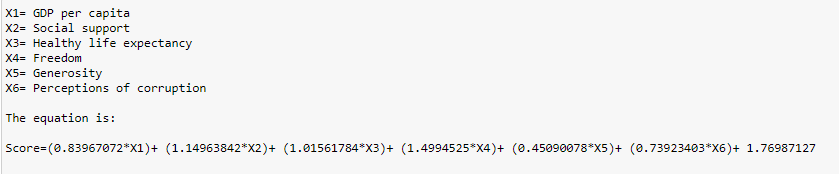 X1= GDP per capita
X2= Social support
X3= Healthy life expectancy
X4= Freedom
X5= Generosity
X6= Perceptions of corruption
The equation is:
Score=(0.83967072*X1)+ (1.14963842*X2)+ (1.01561784*X3)+ (1.4994525*X4)+ (0.45090078*X5)+ (0.73923403*X6)+ 1.76987127